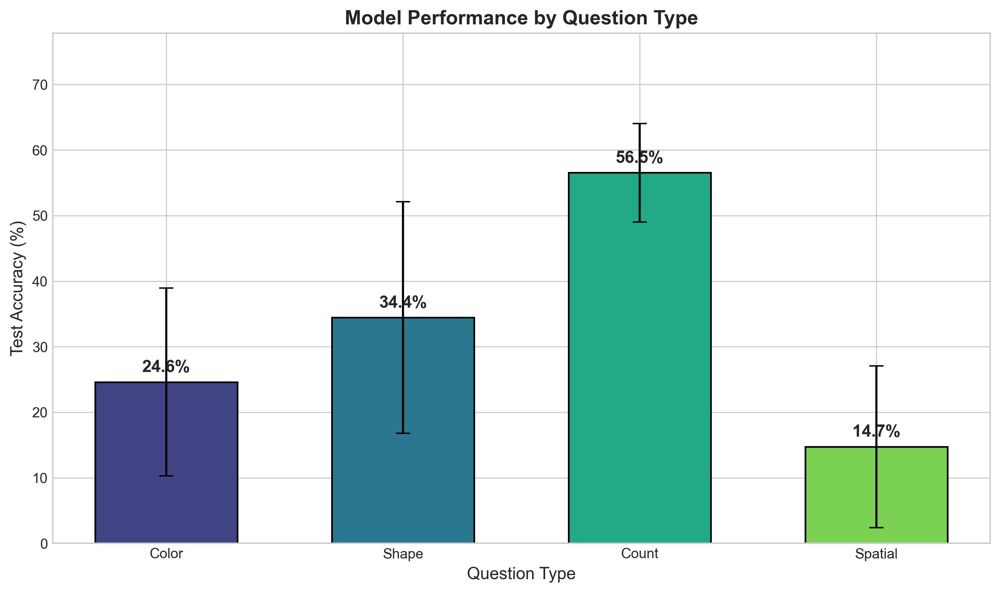 Model Performance by Question Type
Test Accuracy (%)
70
60
50
40
30
20
10
0
24.6%
34.4%
56.5%
14.7%
Color
Shape
Count
Spatial
Question Type